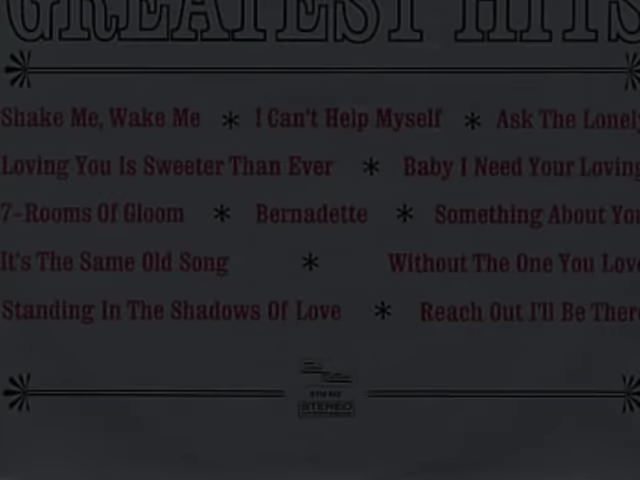 GREATEST HITS
Shake Me, Wake Me * I Can't Help Myself * Ask The Lonely
Loving You Is Sweeter Than Ever * Baby I Need Your Loving
7-Rooms Of Gloom * Bernadette * Something About You
It's The Same Old Song * Without The One You Love
Standing In The Shadows Of Love * Reach Out I'll Be There
STEREO